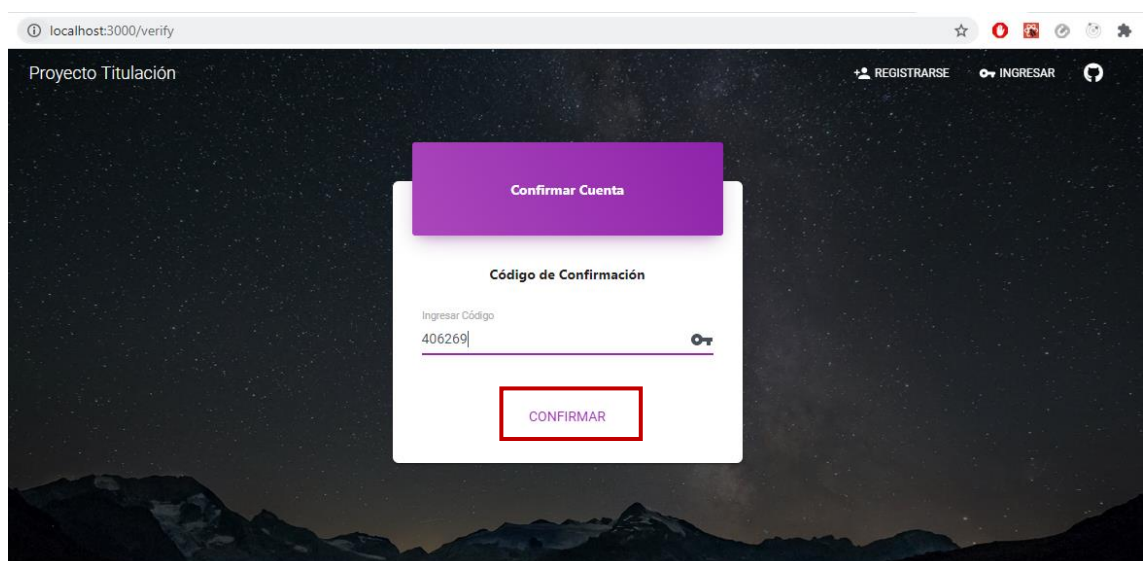 localhost:3000/verify
Proyecto Titulación
REGISTRARSE
INGRESAR
Confirmar Cuenta
Código de Confirmación
Ingresar Código
406269
CONFIRMAR